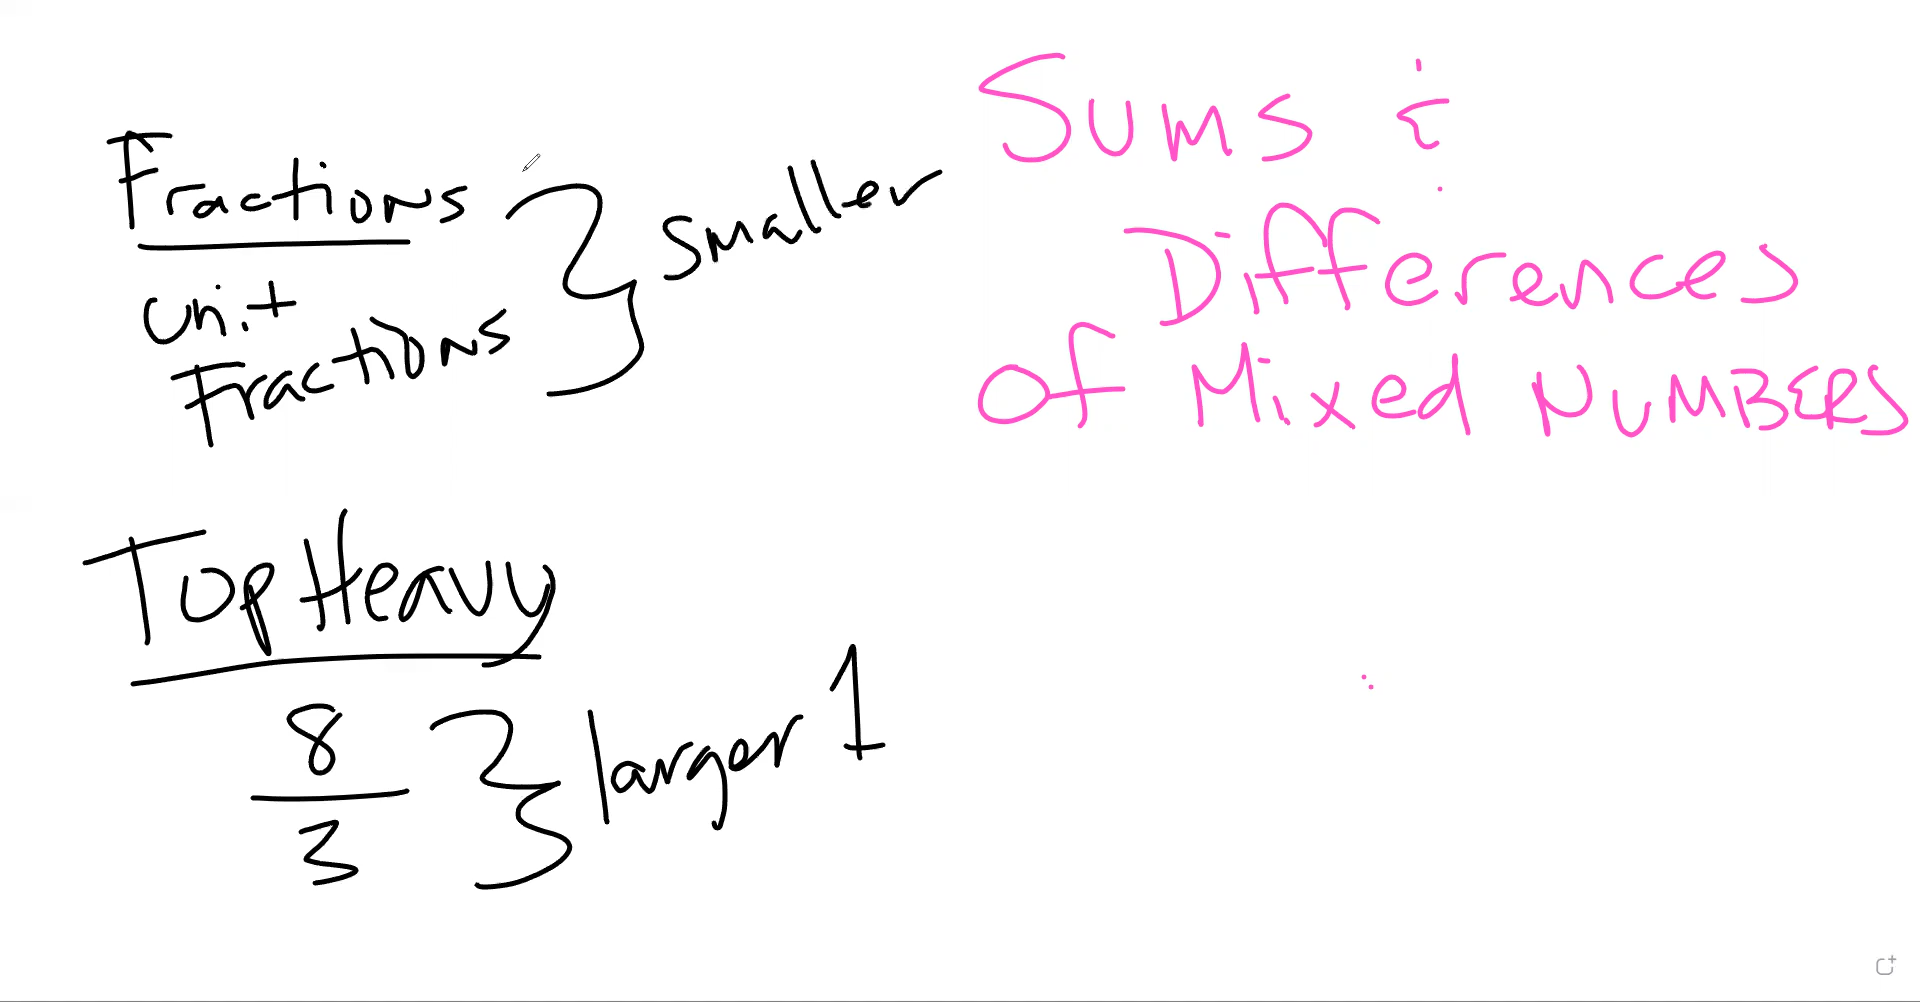 Fractions
unit
Fractions
smaller
Sums &
Differences
of Mixed NUMBERS
Top Heavy
8
3
larger 1